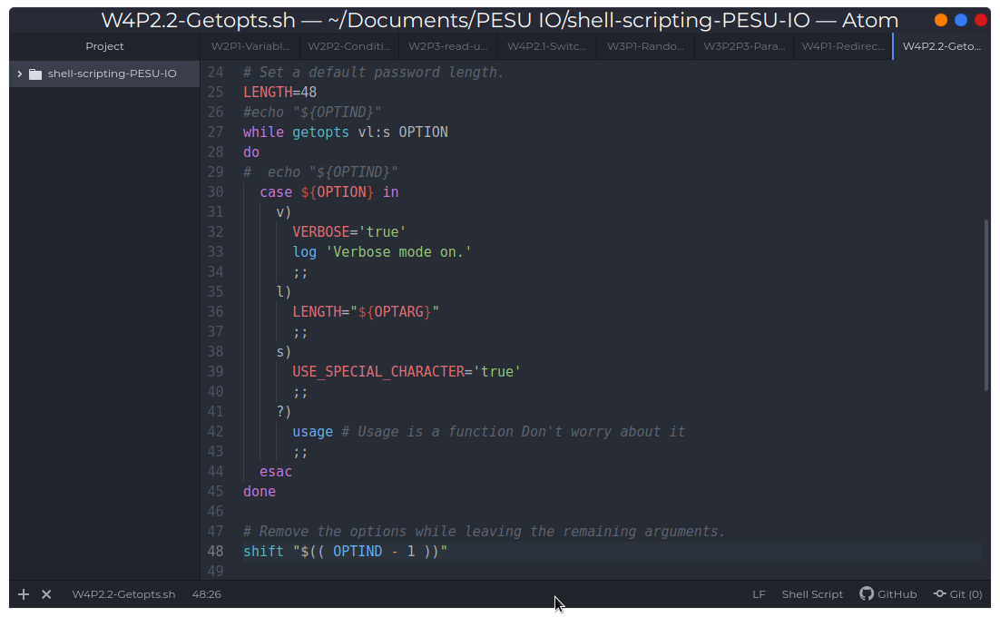 W4P2.2-Getopts.sh — ~/Documents/PESU IO/shell-scripting-PESU-IO — Atom
Project
W2P1-Variabl...
W2P2-Conditi...
W2P3-read-u...
W4P2.1-Switc...
W3P1-Rando...
W3P2P3-Para...
W4P1-Redirec...
W4P2.2-Geto...
shell-scripting-PESU-IO
24 # Set a default password length.
25 LENGTH=48
26 #echo "${OPTIND}"
27 while getopts vl:s OPTION
28 do
29 #  echo "${OPTIND}"
30   case ${OPTION} in
31     v)
32       VERBOSE='true'
33       log 'Verbose mode on.'
34       ;;
35     l)
36       LENGTH="${OPTARG}"
37       ;;
38     s)
39       USE_SPECIAL_CHARACTER='true'
40       ;;
41     ?)
42       usage # Usage is a function Don't worry about it
43       ;;
44   esac
45 done
46
47 # Remove the options while leaving the remaining arguments.
48 shift "$(( OPTIND - 1 ))"
49
W4P2.2-Getopts.sh 48:26 LF Shell Script GitHub Git (0)